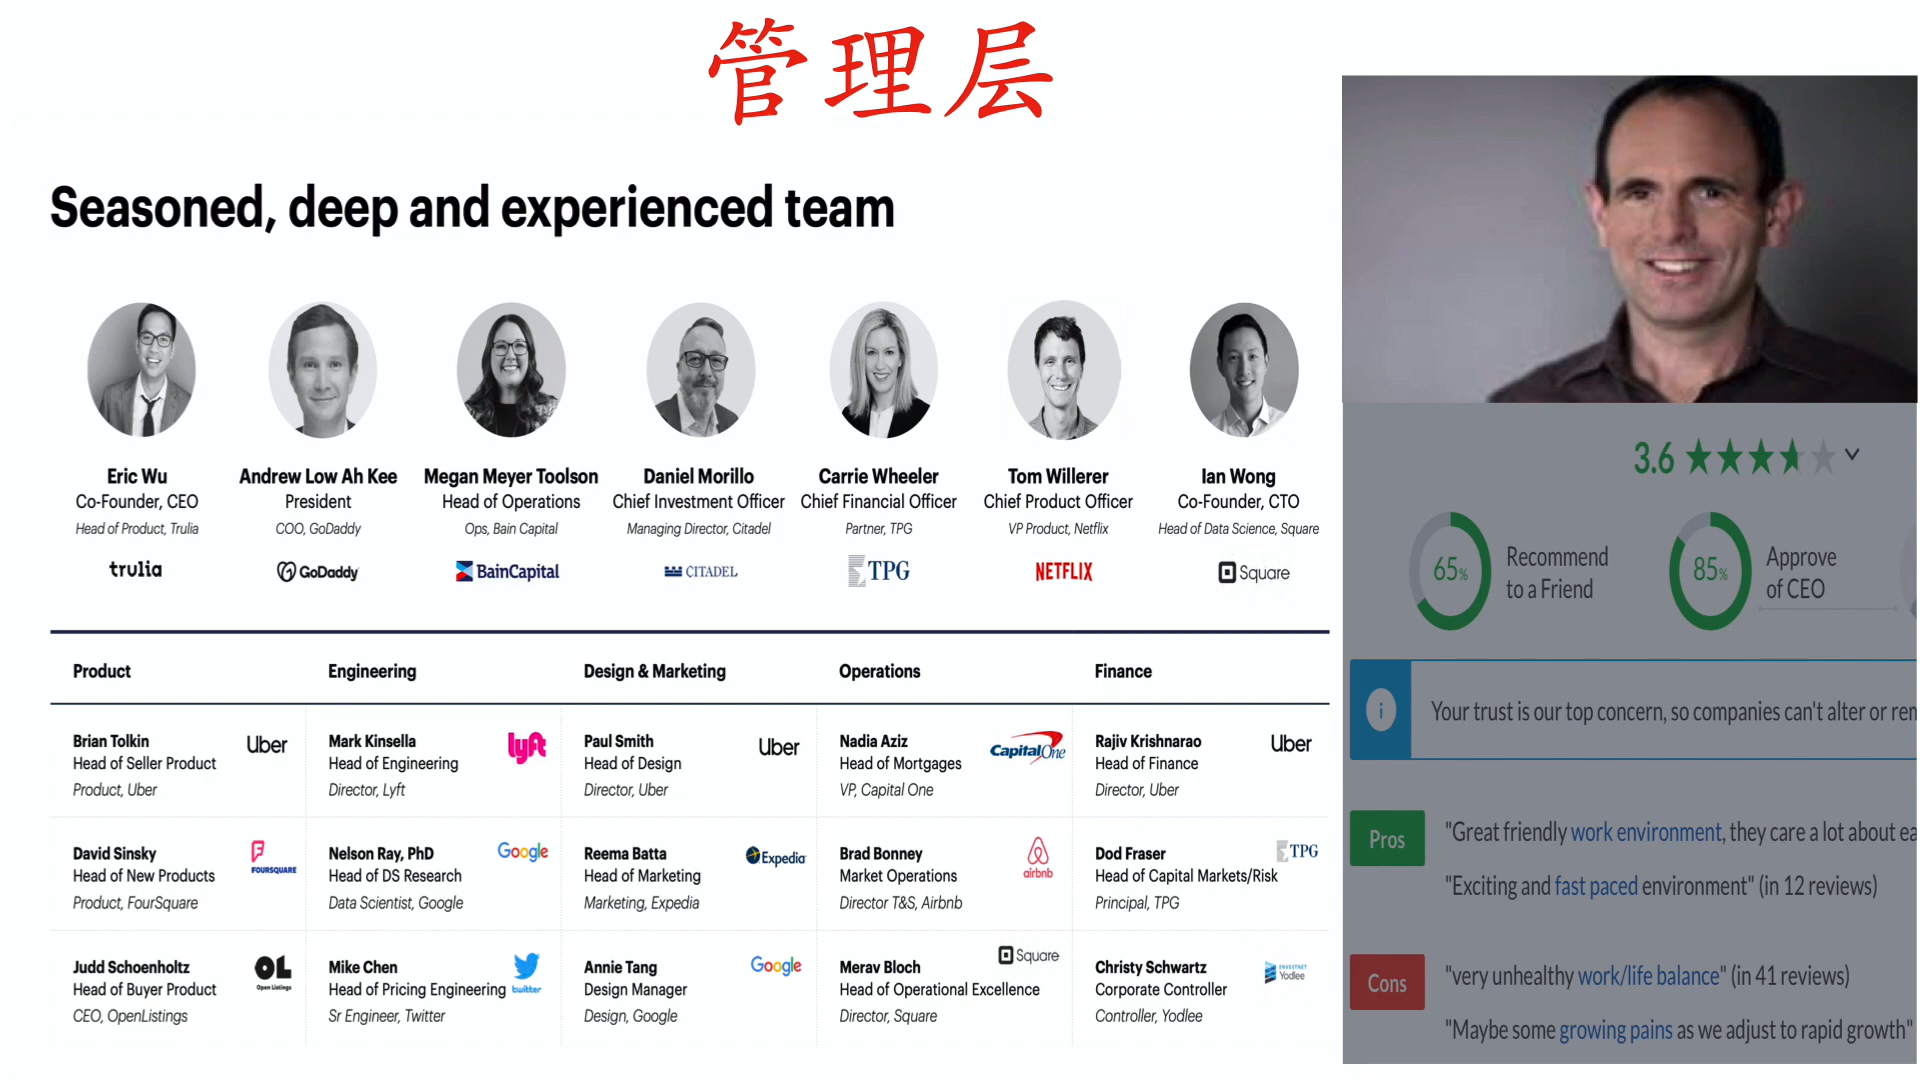 管理层
Seasoned, deep and experienced team
Eric Wu
Co-Founder, CEO
Head of Product, Trulia
trulia
Andrew Low Ah Kee
President
COO, GoDaddy
GoDaddy
Megan Meyer Toolson
Head of Operations
Ops, Bain Capital
BainCapital
Daniel Morillo
Chief Investment Officer
Managing Director, Citadel
CITADEL
Carrie Wheeler
Chief Financial Officer
Partner, TPG
TPG
Tom Willerer
Chief Product Officer
VP Product, Netflix
NETFLIX
Ian Wong
Co-Founder, CTO
Head of Data Science, Square
Square
Product
Engineering
Design & Marketing
Operations
Finance
Brian Tolkin
Head of Seller Product
Product, Uber
Uber
Mark Kinsella
Head of Engineering
Director, Lyft
lyft
Paul Smith
Head of Design
Director, Uber
Uber
Nadia Aziz
Head of Mortgages
VP, Capital One
CapitalOne
Rajiv Krishnarao
Head of Finance
Director, Uber
Uber
David Sinsky
Head of New Products
Product, FourSquare
FOURSQUARE
Nelson Ray, PhD
Head of DS Research
Data Scientist, Google
Google
Reema Batta
Head of Marketing
Marketing, Expedia
Expedia
Brad Bonney
Market Operations
Director T&S, Airbnb
airbnb
Dod Fraser
Head of Capital Markets/Risk
Principal, TPG
TPG
Judd Schoenholtz
Head of Buyer Product
CEO, OpenListings
OL
Open Listings
Mike Chen
Head of Pricing Engineering
Sr Engineer, Twitter
twitter
Annie Tang
Design Manager
Design, Google
Google
Merav Bloch
Head of Operational Excellence
Director, Square
Square
Christy Schwartz
Corporate Controller
Controller, Yodlee
ENVESTNET
Yodlee
3.6
65%
Recommend
to a Friend
85%
Approve
of CEO
Your trust is our top concern, so companies can't alter or rem
Pros
"Great friendly work environment, they care a lot about ea
"Exciting and fast paced environment" (in 12 reviews)
Cons
"very unhealthy work/life balance" (in 41 reviews)
"Maybe some growing pains as we adjust to rapid growth"